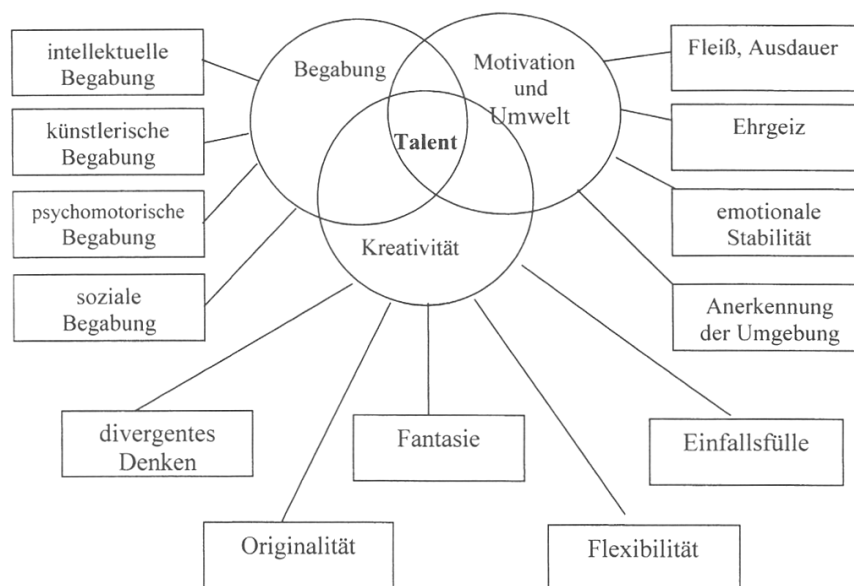 intellektuelle
Begabung
künstlerische
Begabung
psychomotorische
Begabung
soziale
Begabung
Begabung
Motivation
und
Umwelt
Talent
Kreativität
Fleiß, Ausdauer
Ehrgeiz
emotionale
Stabilität
Anerkennung
der Umgebung
divergentes
Denken
Fantasie
Einfallsfülle
Originalität
Flexibilität